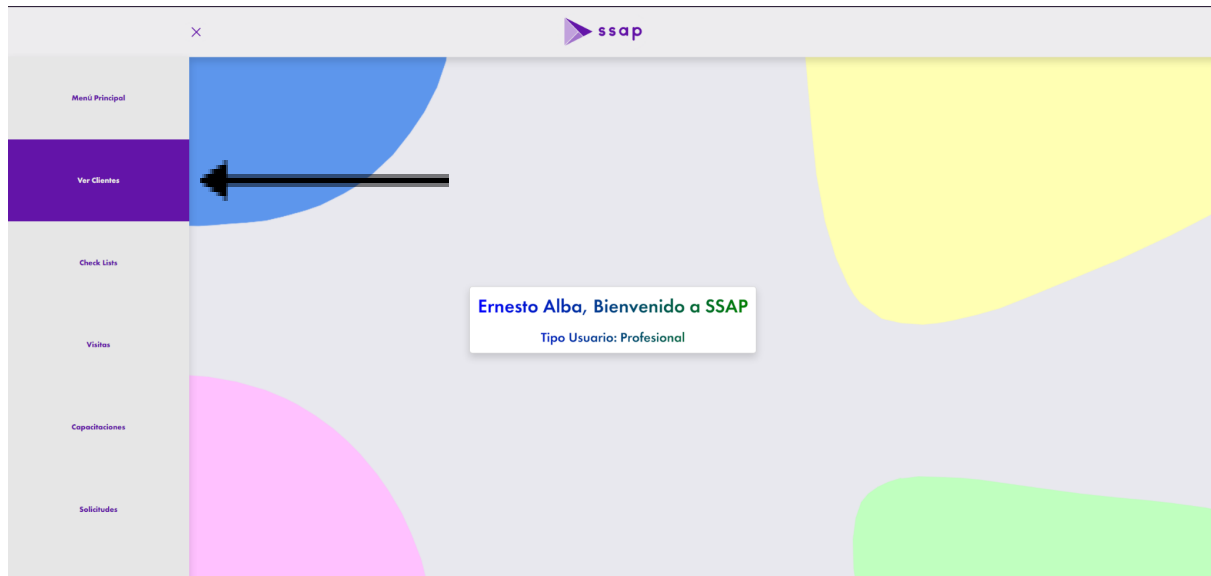 ssap
Menú Principal
Ver Clientes
Check Lists
Visitas
Capacitaciones
Solicitudes
Ernesto Alba, Bienvenido a SSAP
Tipo Usuario: Profesional